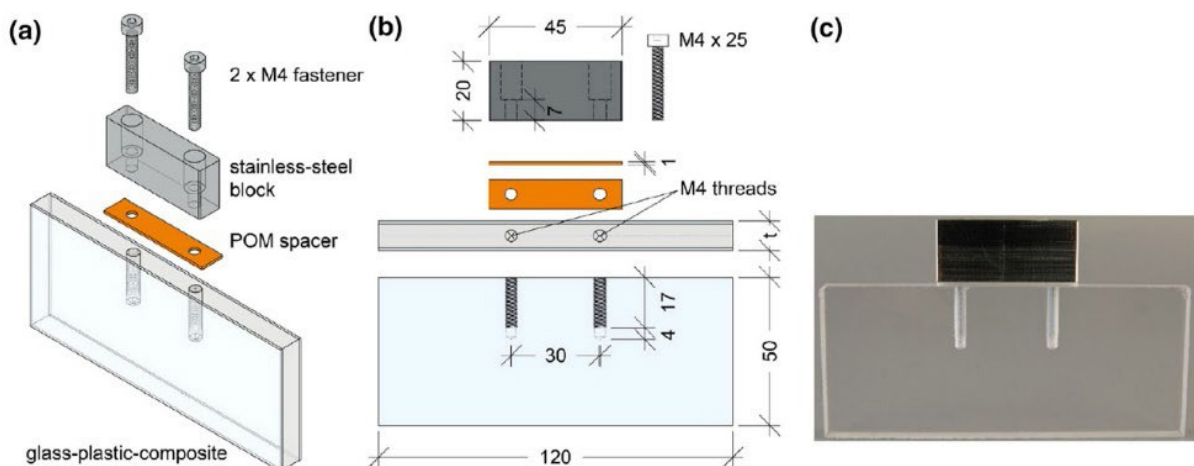 (a)
2 x M4 fastener
stainless-steel
block
POM spacer
glass-plastic-composite
(b)
45
M4 x 25
20
7
1
M4 threads
t
17
4
30
50
120
(c)